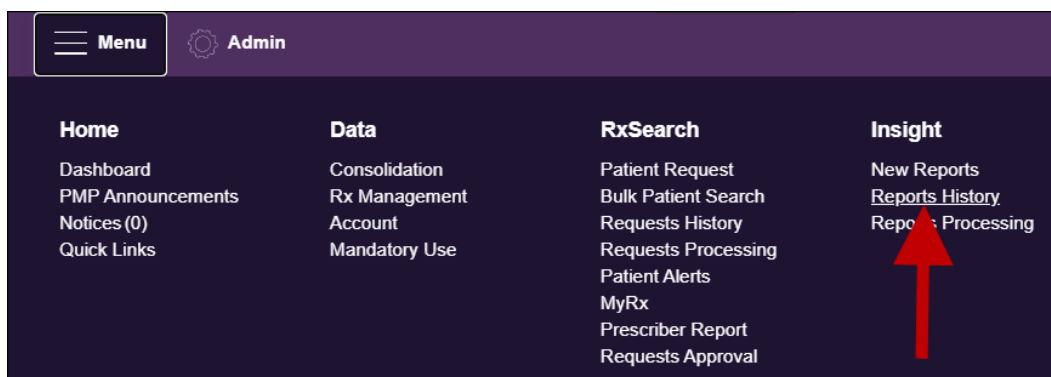 Menu
Admin
Home
Dashboard
PMP Announcements
Notices (0)
Quick Links
Data
Consolidation
Rx Management
Account
Mandatory Use
RxSearch
Patient Request
Bulk Patient Search
Requests History
Requests Processing
Patient Alerts
MyRx
Prescriber Report
Requests Approval
Insight
New Reports
Reports History
Reports Processing